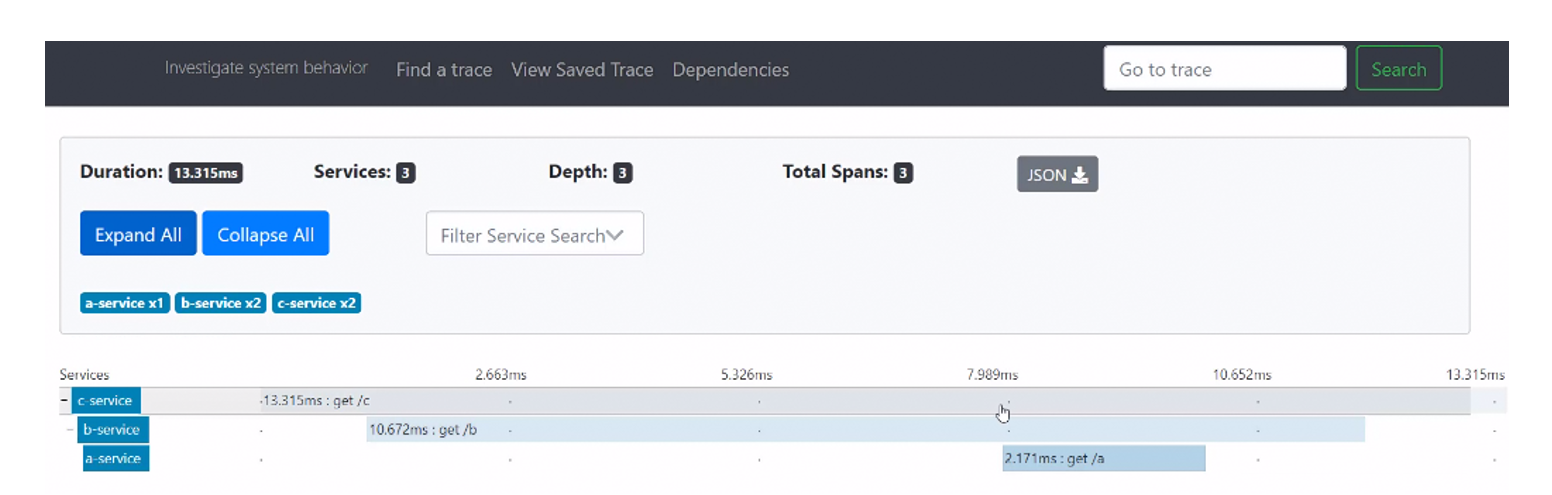 Investigate system behavior Find a trace View Saved Trace Dependencies Go to trace Search
Duration: 13.315ms Services: 3 Depth: 3 Total Spans: 3 JSON
Expand All Collapse All Filter Service Search
a-service x1 b-service x2 c-service x2
Services 2.663ms 5.326ms 7.989ms 10.652ms 13.315ms
- c-service 13.315ms : get /c
- b-service 10.672ms : get /b
a-service 2.171ms : get /a